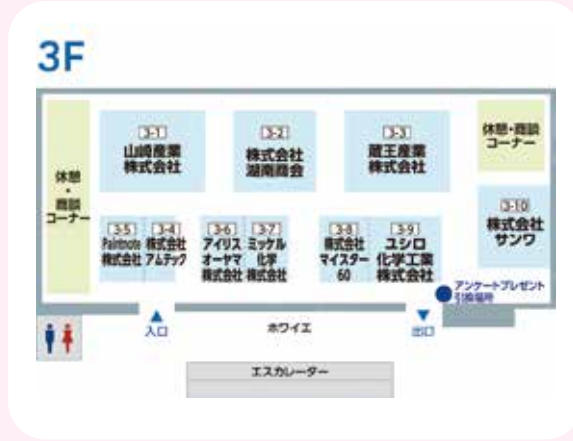 3F
3-1
山崎産業
株式会社
3-2
株式会社
湖南商会
3-3
蔵王産業
株式会社
休憩・商談
コーナー
休憩
・
商談
コーナー
3-10
株式会社
サンワ
3-5
Paintnote
株式会社
3-4
株式会社
アムテック
3-6
アイリス
オーヤマ
株式会社
3-7
ミッケル
化学
株式会社
3-8
株式会社
マイスター
60
3-9
ユシロ
化学工業
株式会社
アンケートプレゼント
引換場所
入口
ホワイエ
出口
エスカレーター